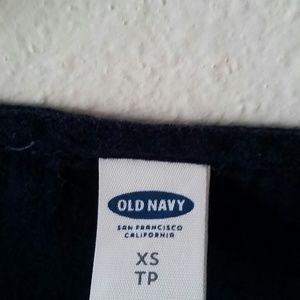 OLD NAVY
SAN FRANCISCO
CALIFORNIA
XS
TP